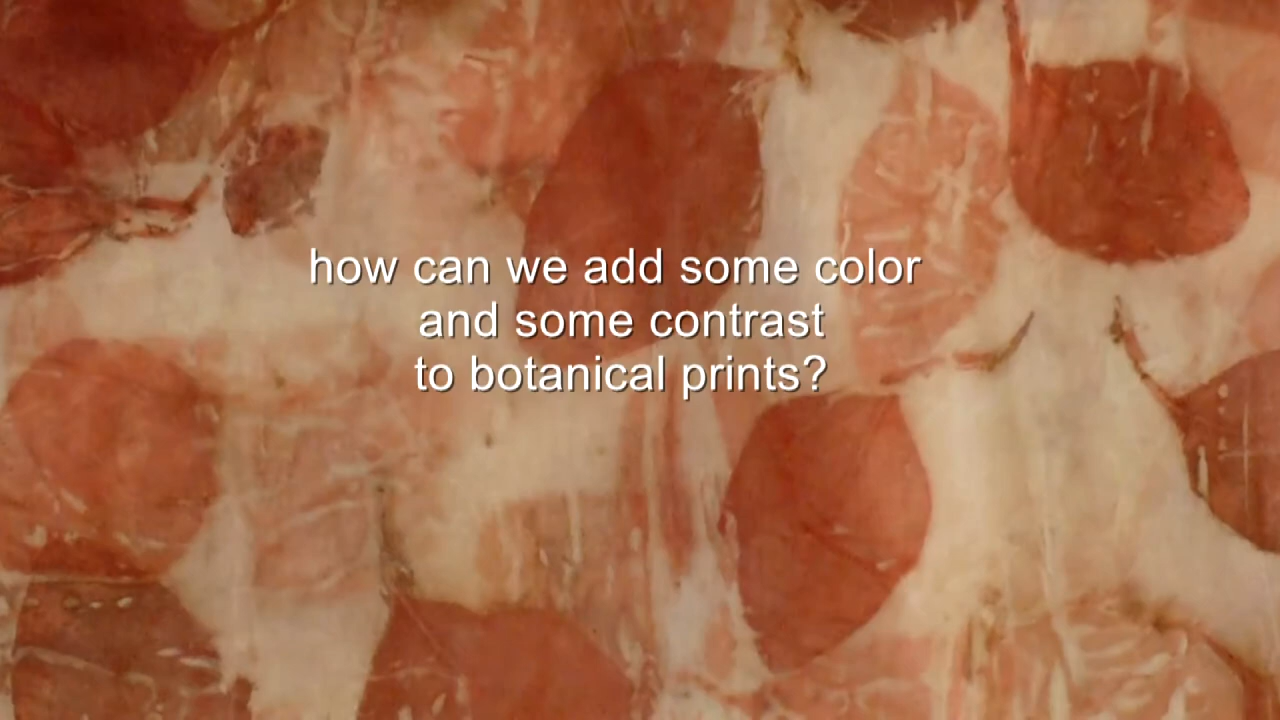 how can we add some color
and some contrast
to botanical prints?